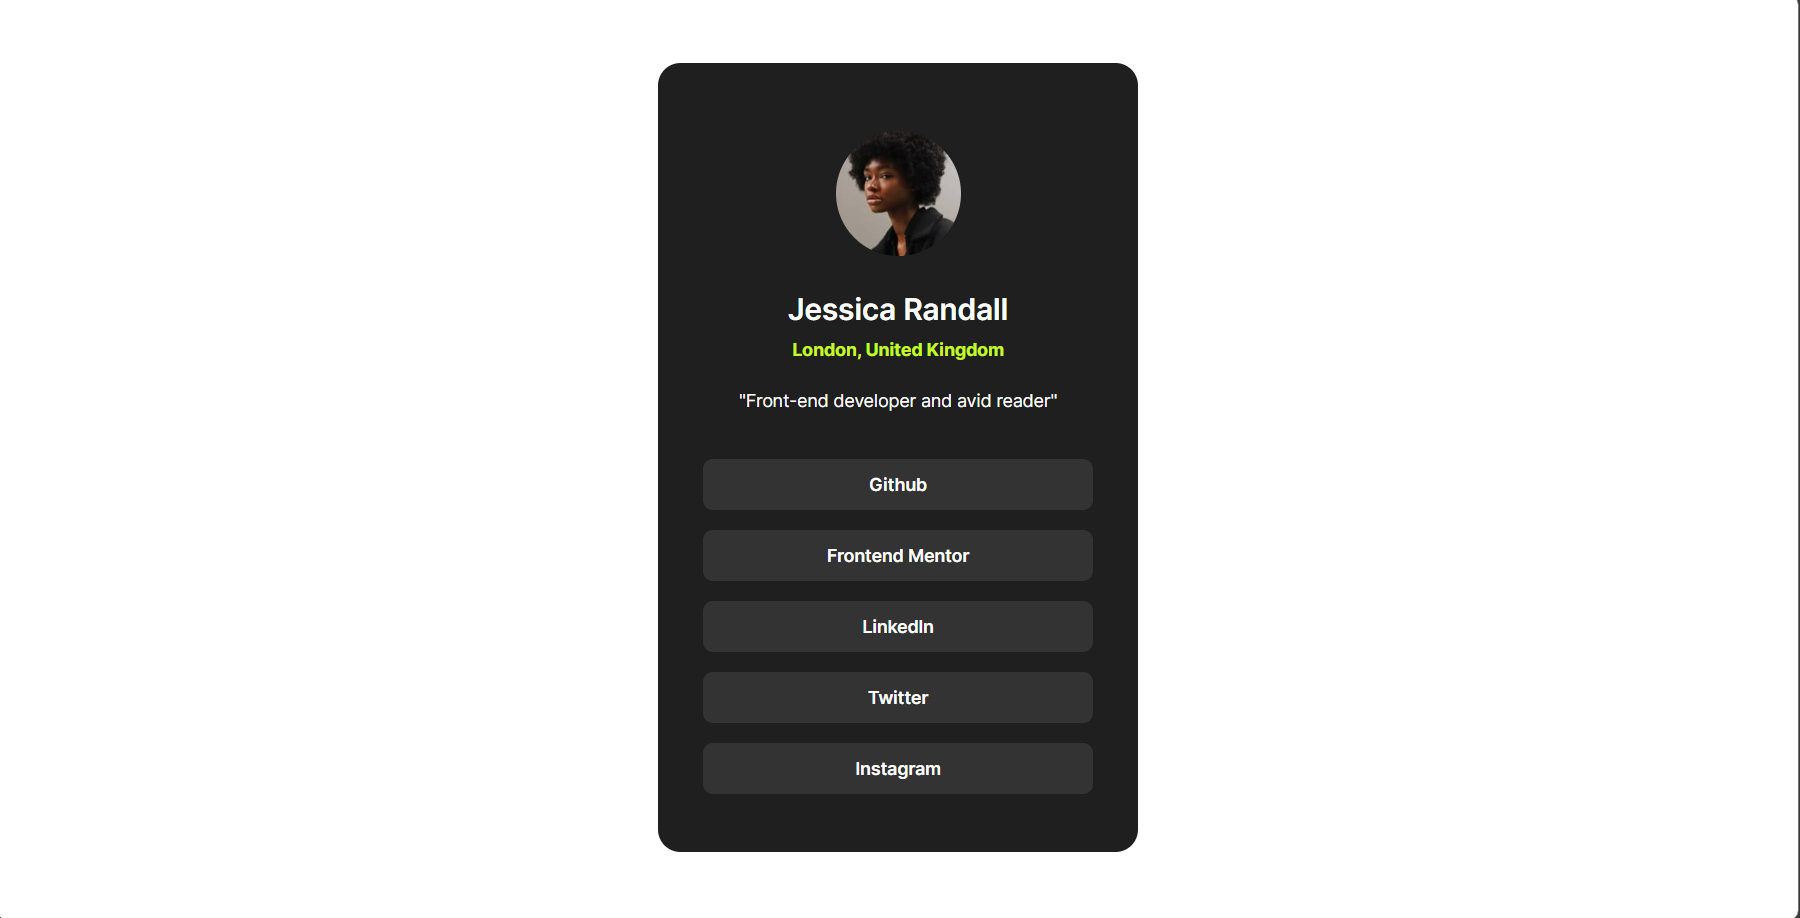 Jessica Randall
London, United Kingdom
"Front-end developer and avid reader"
Github
Frontend Mentor
LinkedIn
Twitter
Instagram